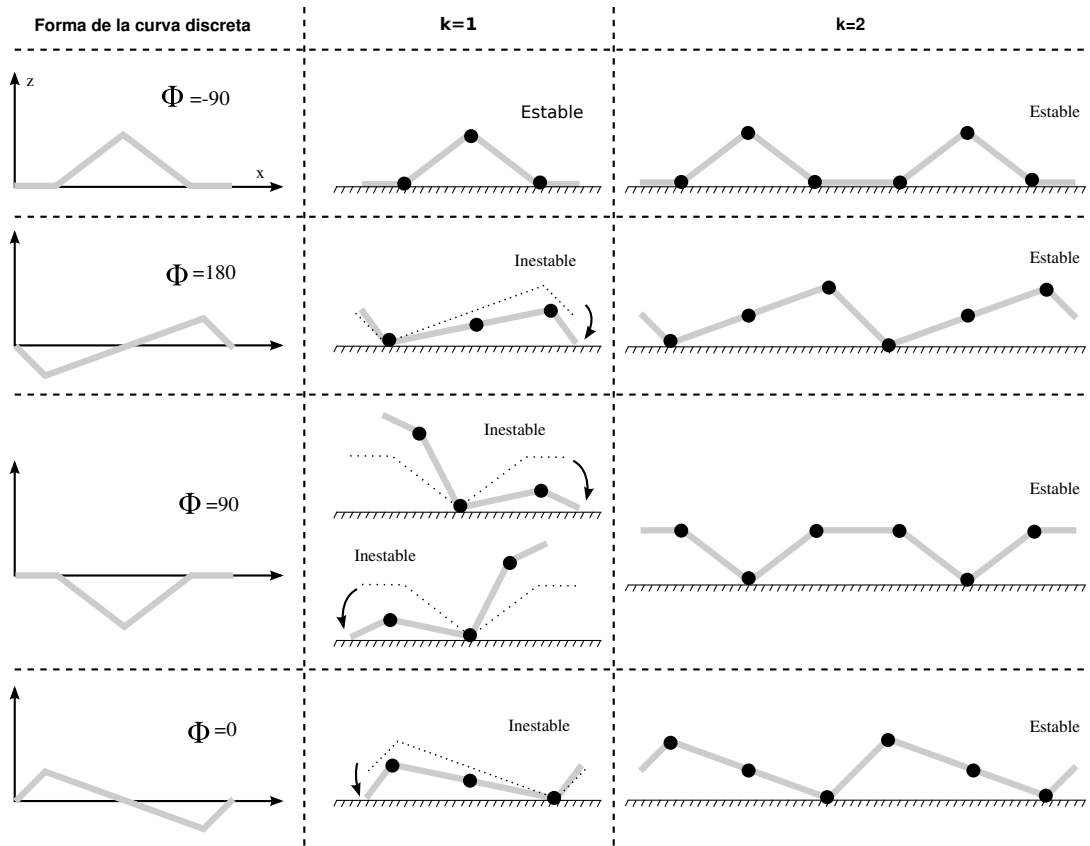 Forma de la curva discreta
k=1
k=2
z
Φ=-90
x
Estable
Estable
Φ=180
Inestable
Estable
Φ=90
Inestable
Inestable
Estable
Φ=0
Inestable
Estable